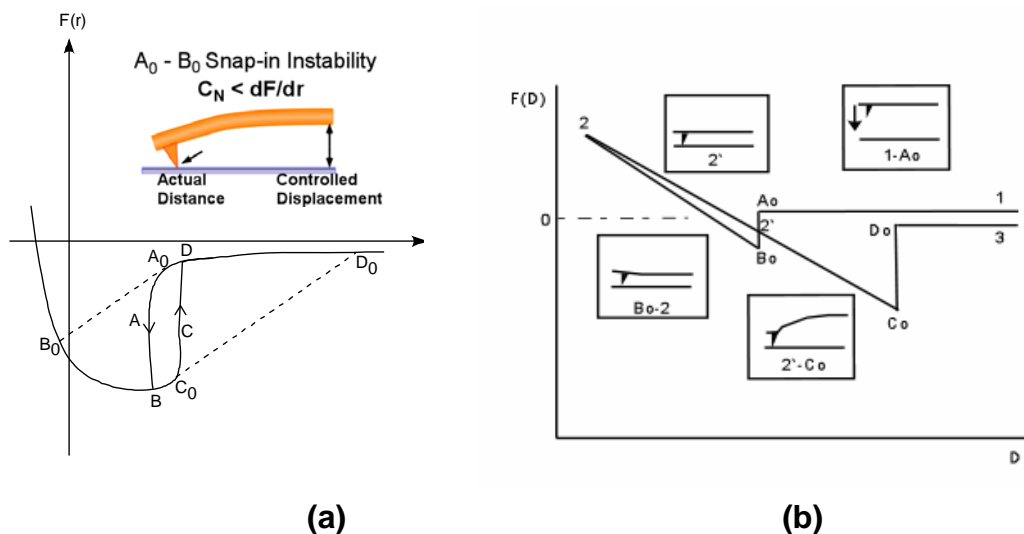 F(r)
A₀ - B₀ Snap-in Instability
C_N < dF/dr
Actual
Distance
Controlled
Displacement
A₀
D
D₀
A
C
B₀
B
C₀
(a)
F(D)
2
2`
1-Ao
Ao
1
0
2`
Do
3
Bo
Bo-2
Co
2`-Co
D
(b)